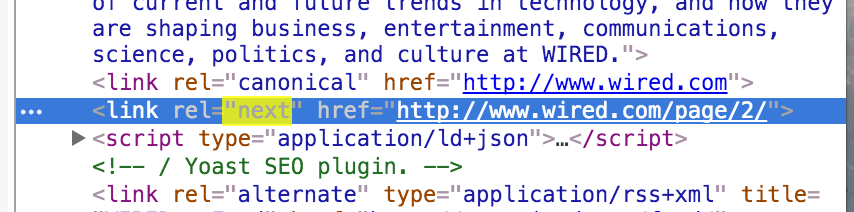 of current and future trends in technology, and how they
are shaping business, entertainment, communications,
science, politics, and culture at WIRED.">
<link rel="canonical" href="http://www.wired.com">
… <link rel="next" href="http://www.wired.com/page/2/">
▶<script type="application/ld+json">…</script>
<!-- / Yoast SEO plugin. -->
<link rel="alternate" type="application/rss+xml" title=